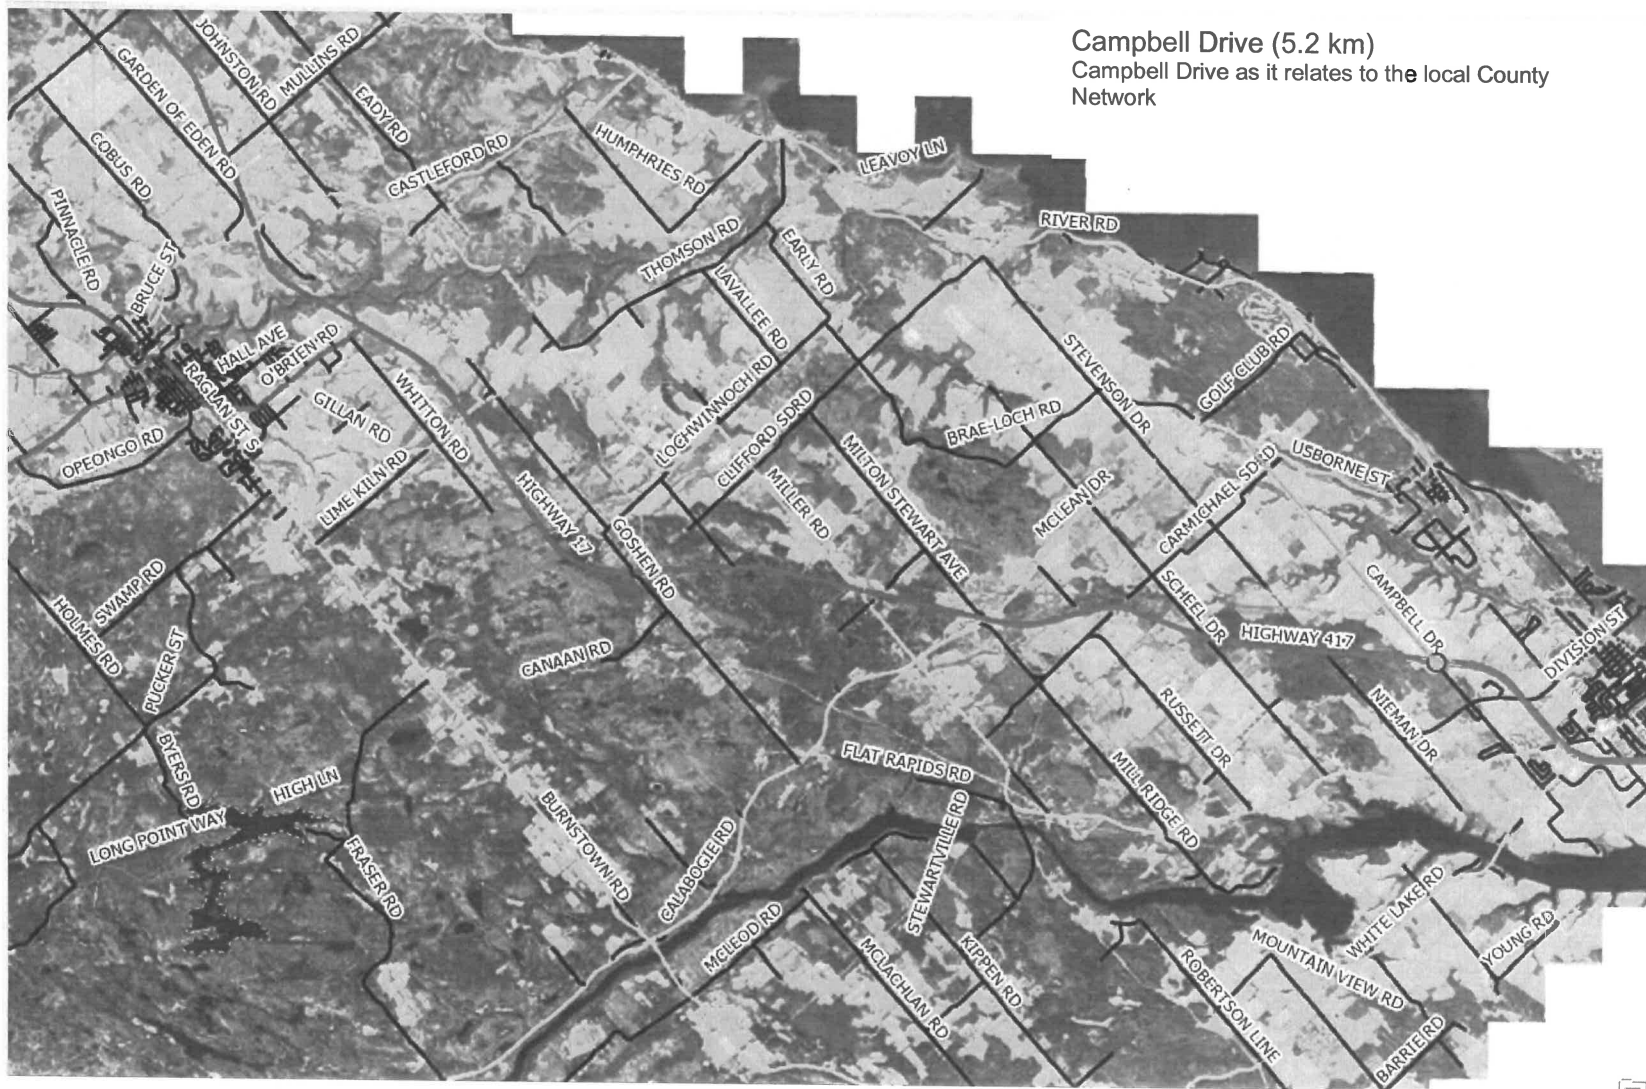 Campbell Drive (5.2 km)
Campbell Drive as it relates to the local County
Network
JOHNSTON RD
MULLINS RD
GARDEN OF EDEN RD
EADY RD
COBUS RD
CASTLEFORD RD
HUMPHRIES RD
LEAVOY LN
PINNACLE RD
RIVER RD
BRUCE ST
THOMSON RD
EARLY RD
LAVALLEE RD
HALL AVE
O'BRIEN RD
RAGLAN ST S
GILLAN RD
WHITTON RD
LOCHWINNOCH RD
CLIFFORD SDRD
STEVENSON DR
GOLF CLUB RD
BRAE-LOCH RD
OPEONGO RD
LIME KILN RD
HIGHWAY 17
GOSHEN RD
MILLER RD
MILTON STEWART AVE
MCLEAN DR
CARMICHAEL SDRD
USBORNE ST
SWAMP RD
HOLMES RD
PUCKER ST
CANAAN RD
SCHEEL DR
CAMPBELL DR
HIGHWAY 417
DIVISION ST
BYERS RD
HIGH LN
LONG POINT WAY
FRASER RD
BURNSTOWN RD
CALABOGIE RD
FLAT RAPIDS RD
STEWARTVILLE RD
MILL RIDGE RD
RUSSETT DR
NIEMAN DR
MCLEOD RD
MCLACHLAN RD
KIPPEN RD
ROBERTSON LINE
MOUNTAIN VIEW RD
WHITE LAKE RD
YOUNG RD
BARRIE RD